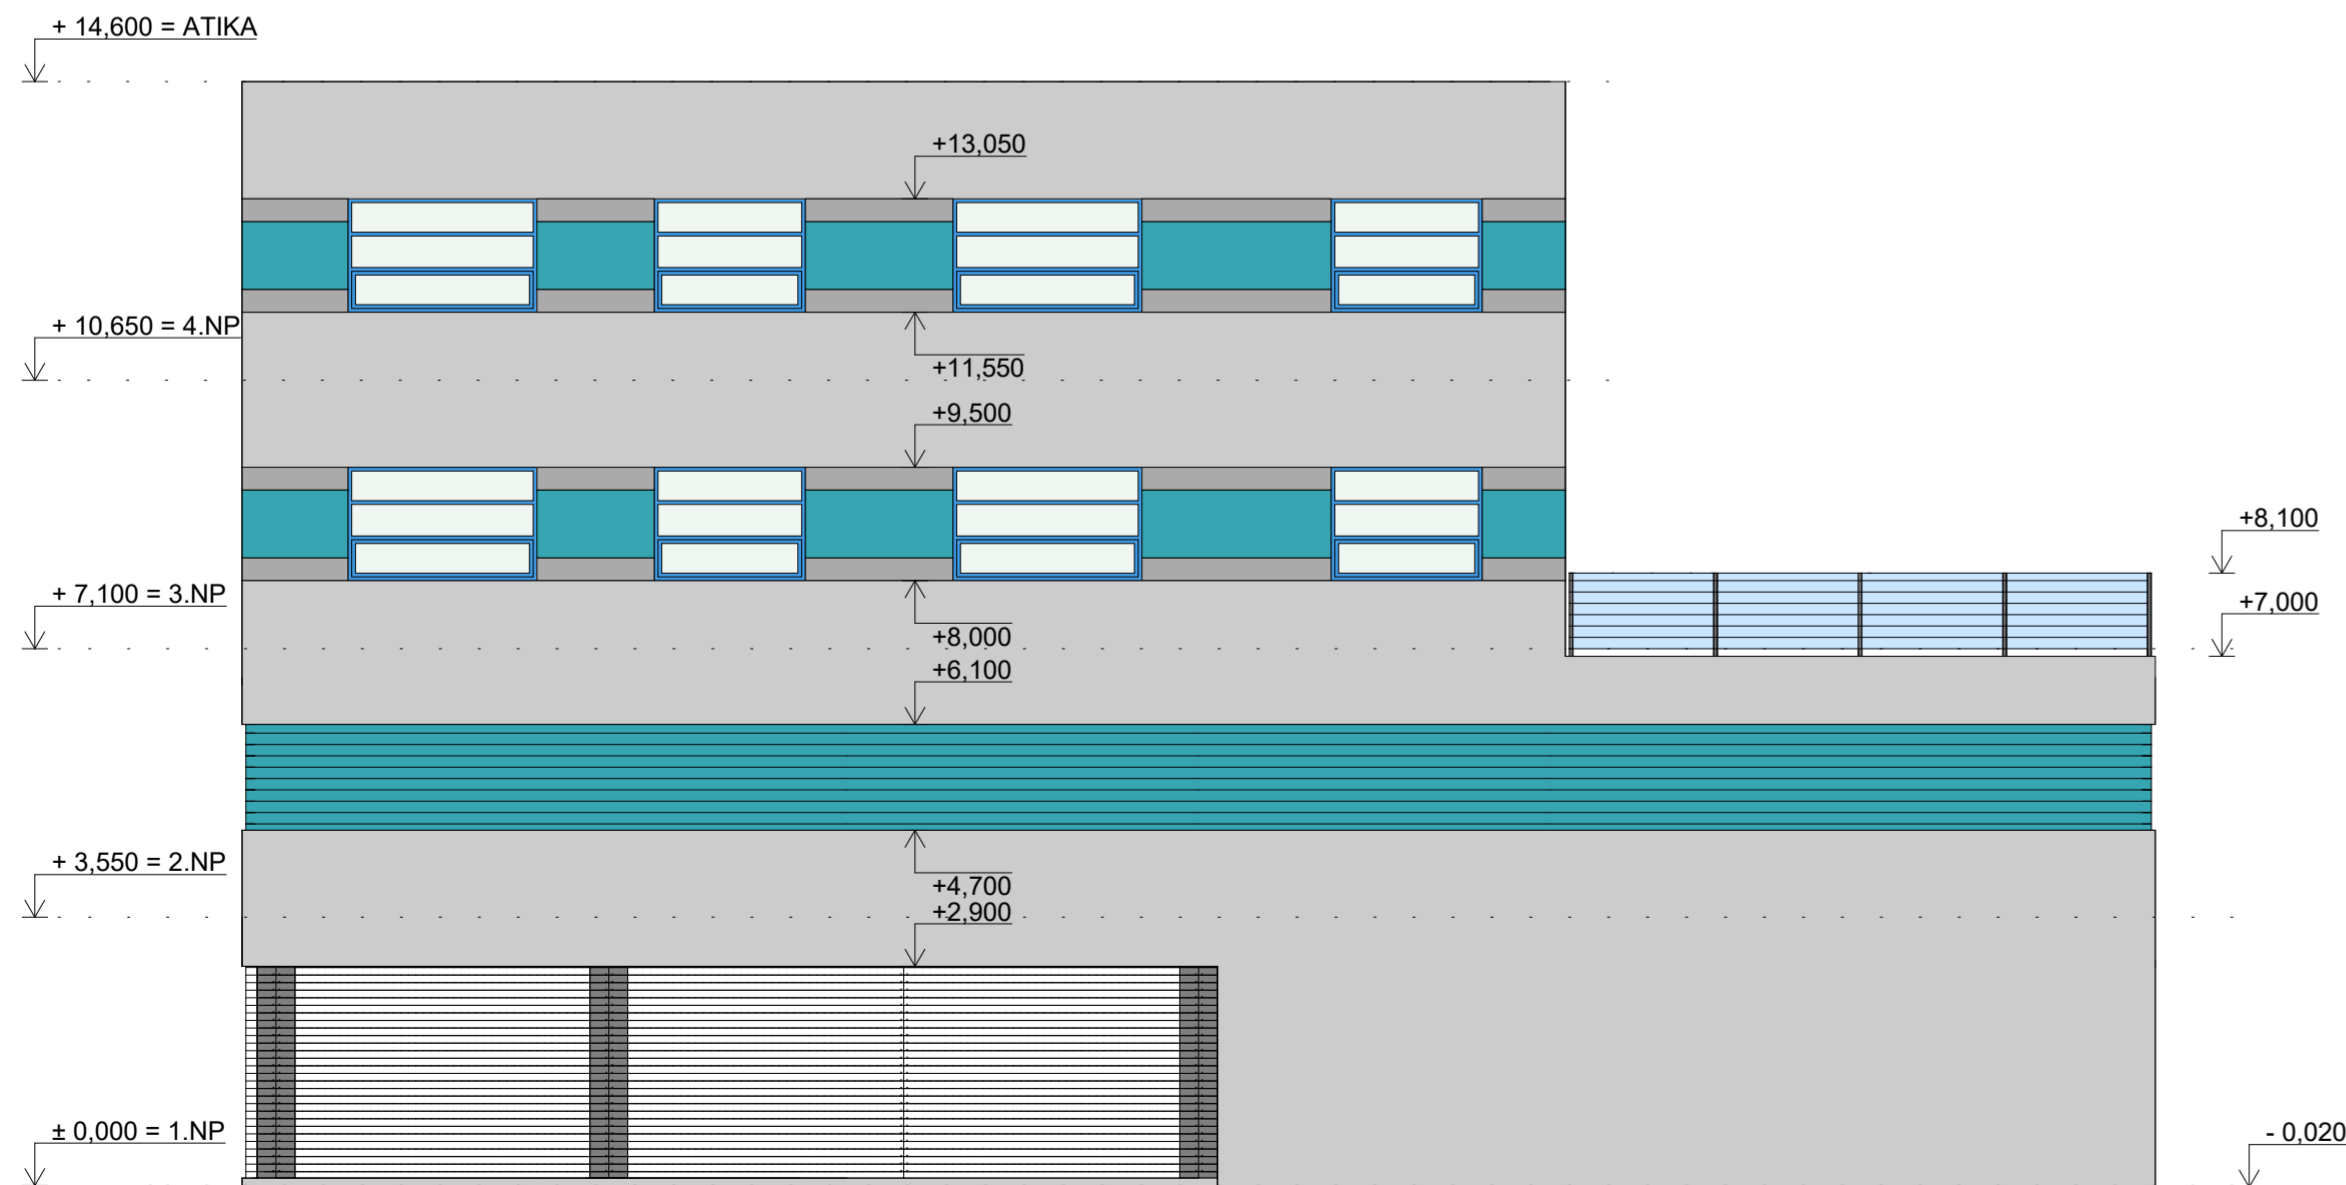 + 14,600 = ATIKA
+13,050
+ 10,650 = 4.NP
+11,550
+9,500
+8,100
+ 7,100 = 3.NP
+7,000
+8,000
+6,100
+ 3,550 = 2.NP
+4,700
+2,900
± 0,000 = 1.NP
- 0,020